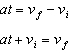 at = v_f − v_i
at + v_i = v_f